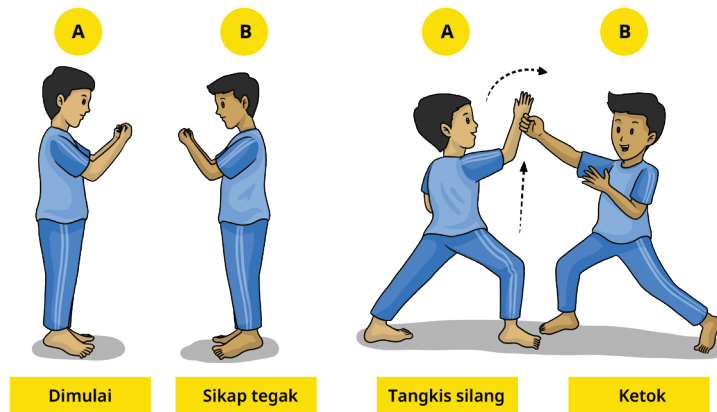 A
B
A
B
Dimulai
Sikap tegak
Tangkis silang
Ketok